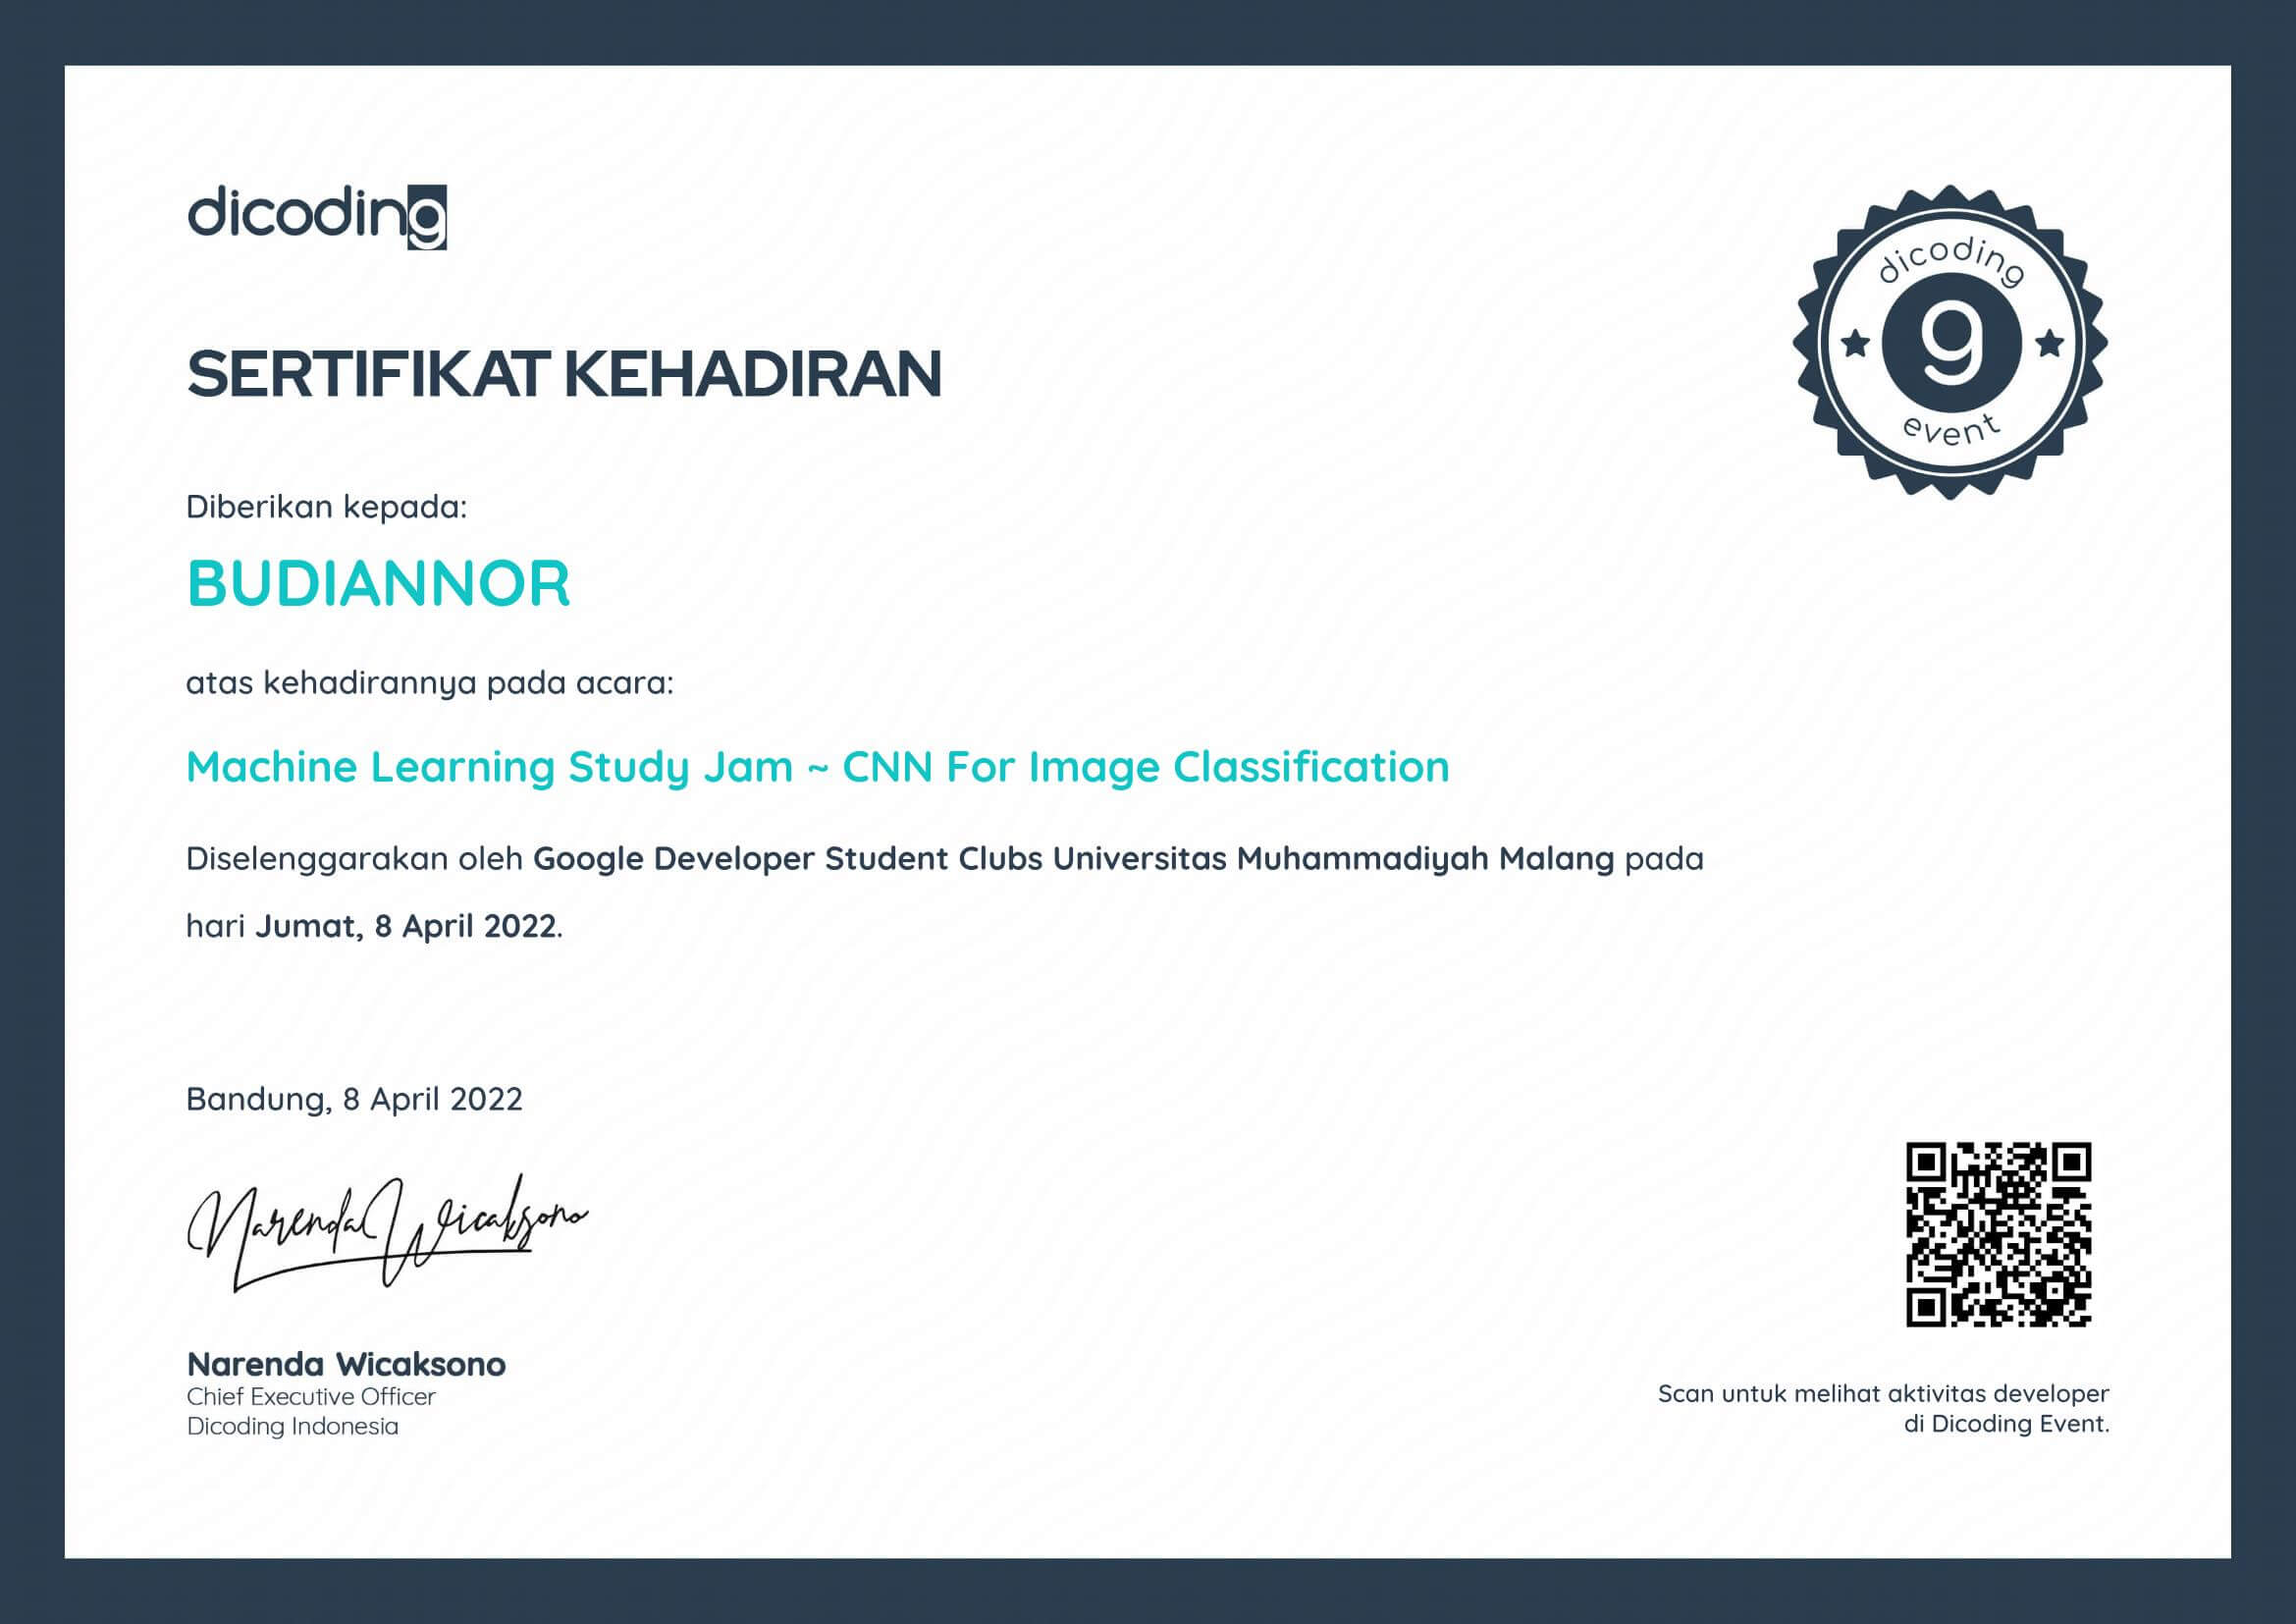 dicoding
dicoding
g
event
SERTIFIKAT KEHADIRAN
Diberikan kepada:
BUDIANNOR
atas kehadirannya pada acara:
Machine Learning Study Jam ~ CNN For Image Classification
Diselenggarakan oleh Google Developer Student Clubs Universitas Muhammadiyah Malang pada
hari Jumat, 8 April 2022.
Bandung, 8 April 2022
Narenda Wicaksono
Narenda Wicaksono
Chief Executive Officer
Dicoding Indonesia
Scan untuk melihat aktivitas developer
di Dicoding Event.